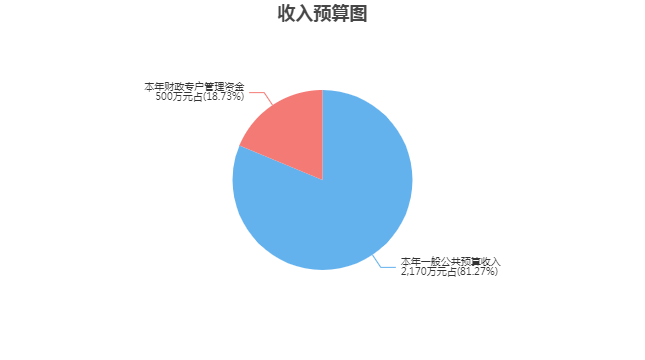 收入预算图
本年财政专户管理资金
500万元占(18.73%)
本年一般公共预算收入
2,170万元占(81.27%)